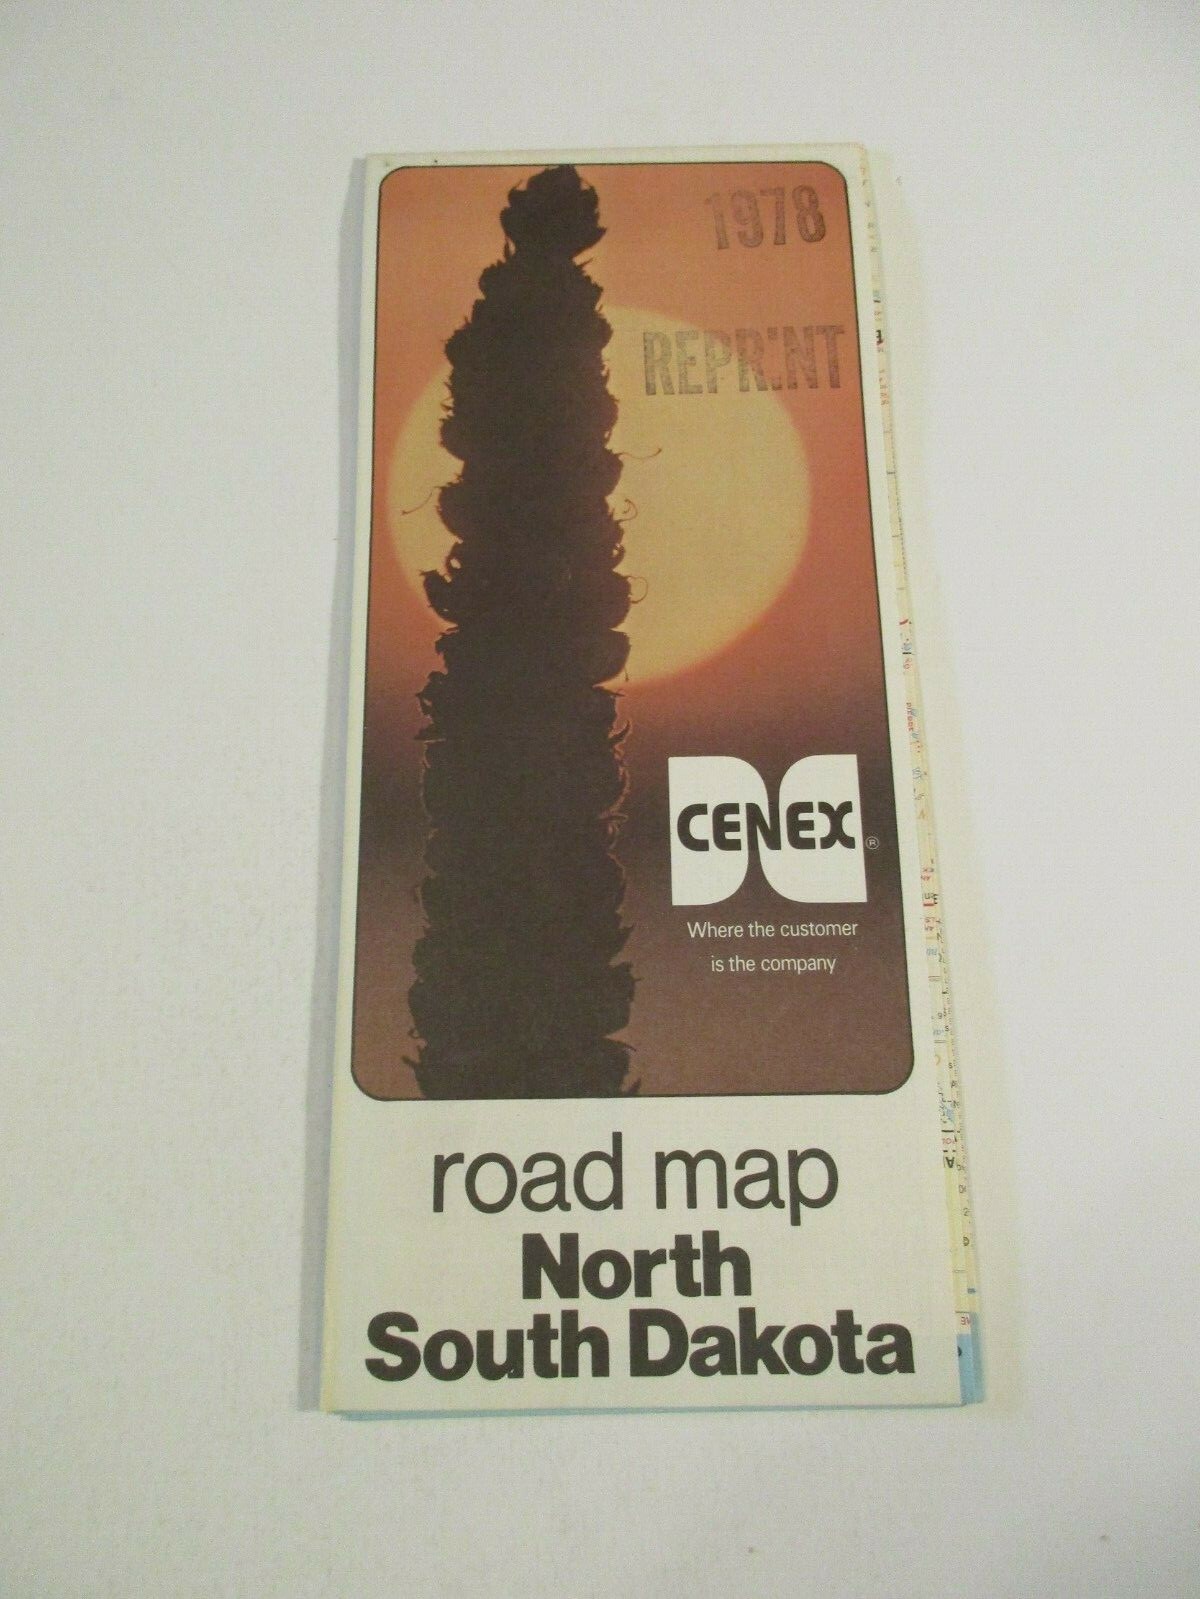 1978
REPRINT
CENEX®
Where the customer
is the company
road map
North
South Dakota